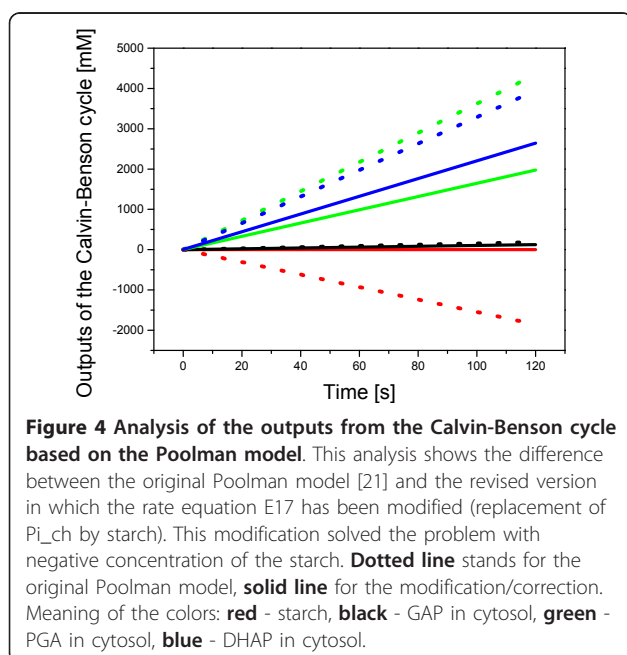 Outputs of the Calvin-Benson cycle [mM]
5000
4000
3000
2000
1000
0
-1000
-2000
0 20 40 60 80 100 120
Time [s]
Figure 4 Analysis of the outputs from the Calvin-Benson cycle
based on the Poolman model. This analysis shows the difference
between the original Poolman model [21] and the revised version
in which the rate equation E17 has been modified (replacement of
Pi_ch by starch). This modification solved the problem with
negative concentration of the starch. Dotted line stands for the
original Poolman model, solid line for the modification/correction.
Meaning of the colors: red - starch, black - GAP in cytosol, green -
PGA in cytosol, blue - DHAP in cytosol.